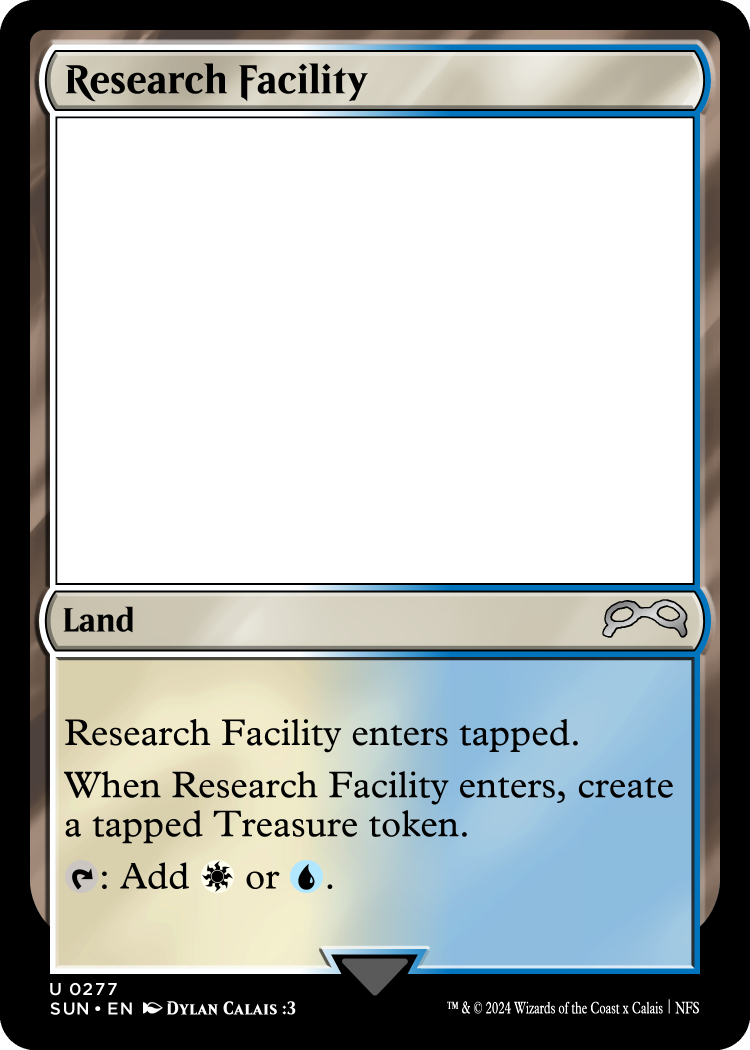 Research Facility
Land
Research Facility enters tapped.
When Research Facility enters, create
a tapped Treasure token.
: Add or .
U 0277
SUN • EN Dylan Calais :3
™ & © 2024 Wizards of the Coast x Calais | NFS